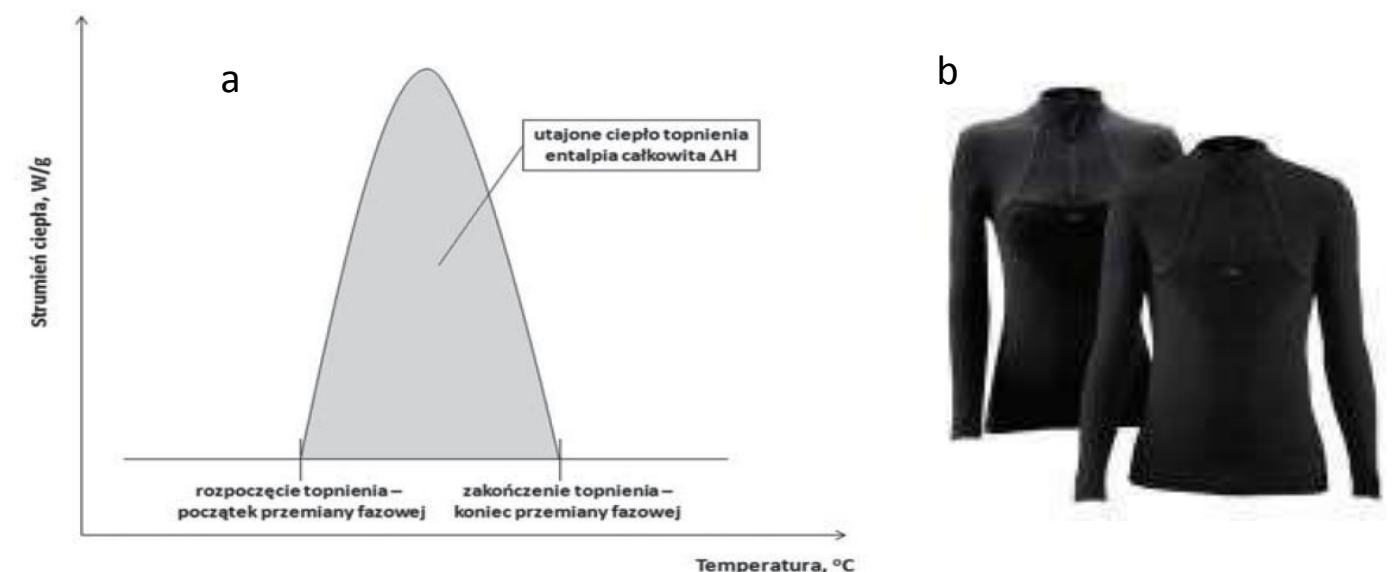 a
b
utajone ciepło topnienia
entalpia całkowita ΔH
Strumień ciepła, W/g
rozpoczęcie topnienia –
początek przemiany fazowej
zakończenie topnienia –
koniec przemiany fazowej
Temperatura, °C